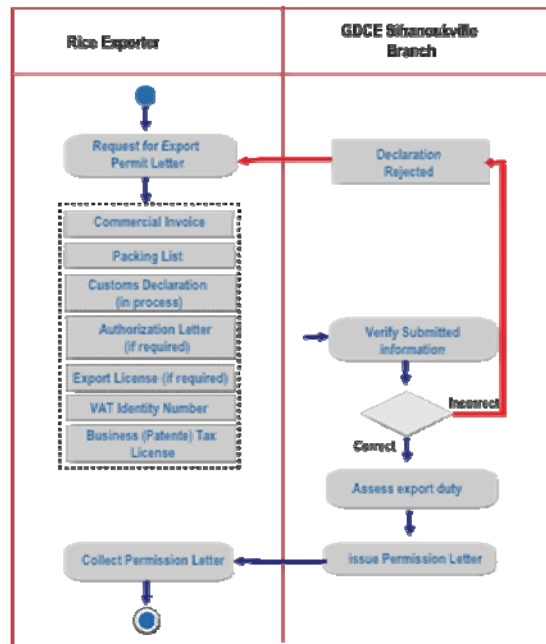 Rice Exporter
GDCE Sihanoukville
Branch
Request for Export
Permit Letter
Declaration
Rejected
Commercial Invoice
Packing List
Customs Declaration
(in process)
Authorization Letter
(if required)
Verify Submitted
information
Export License (if required)
VAT Identity Number
Incorrect
Business (Patente) Tax
License
Correct
Assess export duty
Collect Permission Letter
issue Permission Letter